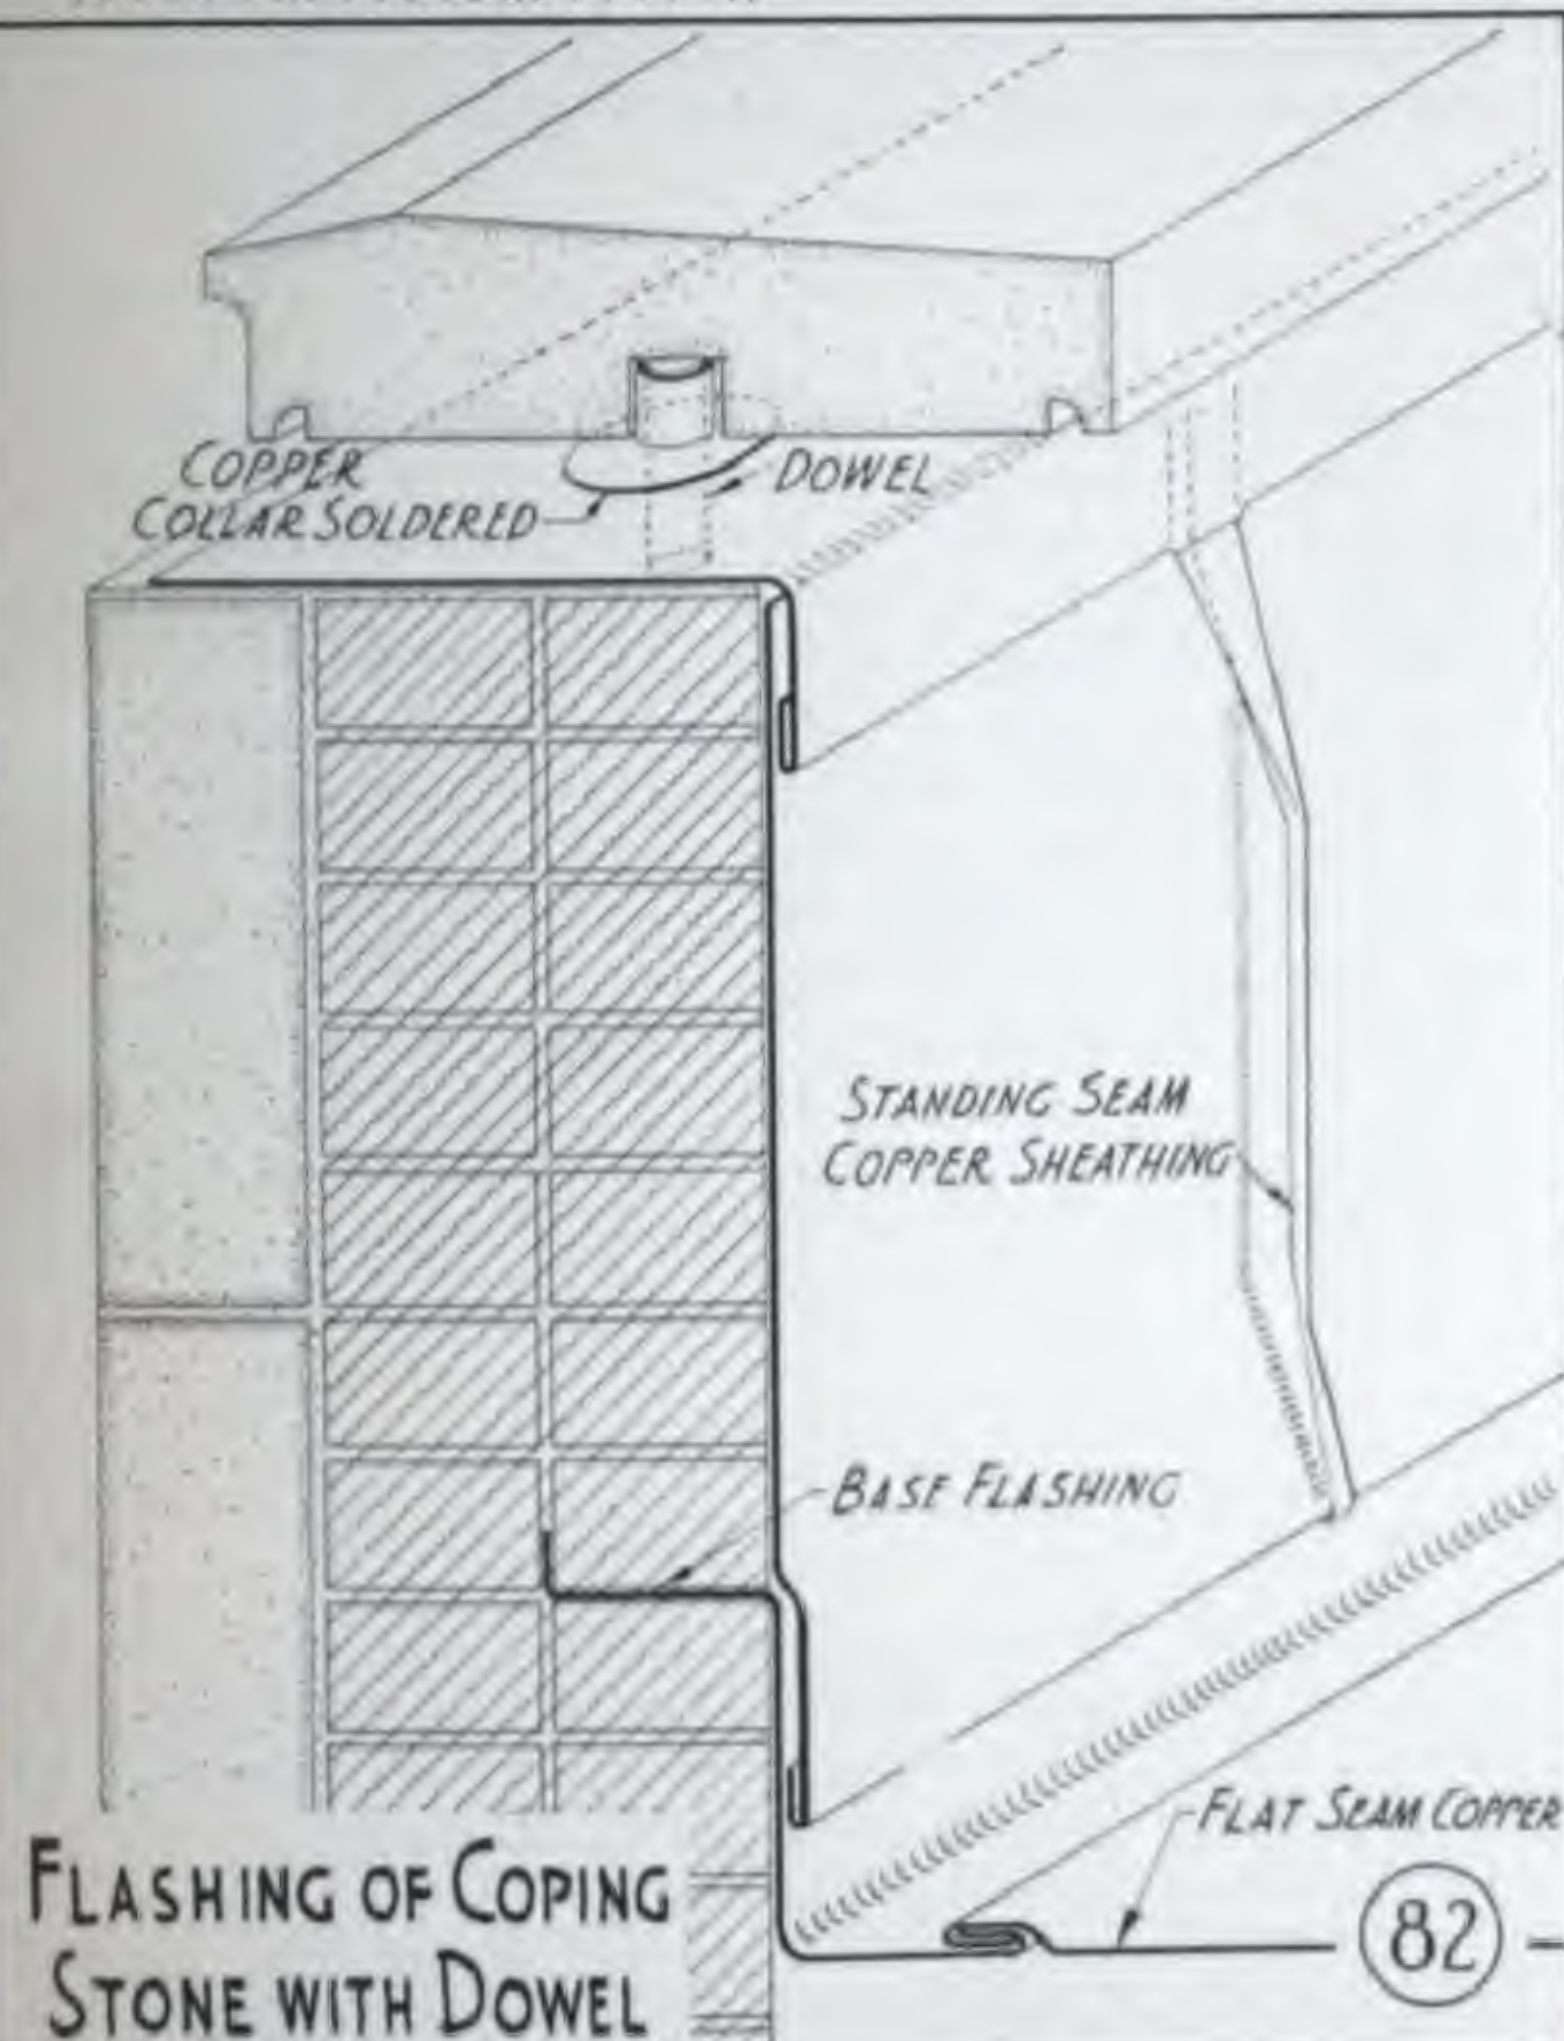 COPPER
COLLAR SOLDERED
DOWEL
STANDING SEAM
COPPER SHEATHING
BASE FLASHING
FLAT SEAM COPPER
82
FLASHING OF COPING
STONE WITH DOWEL